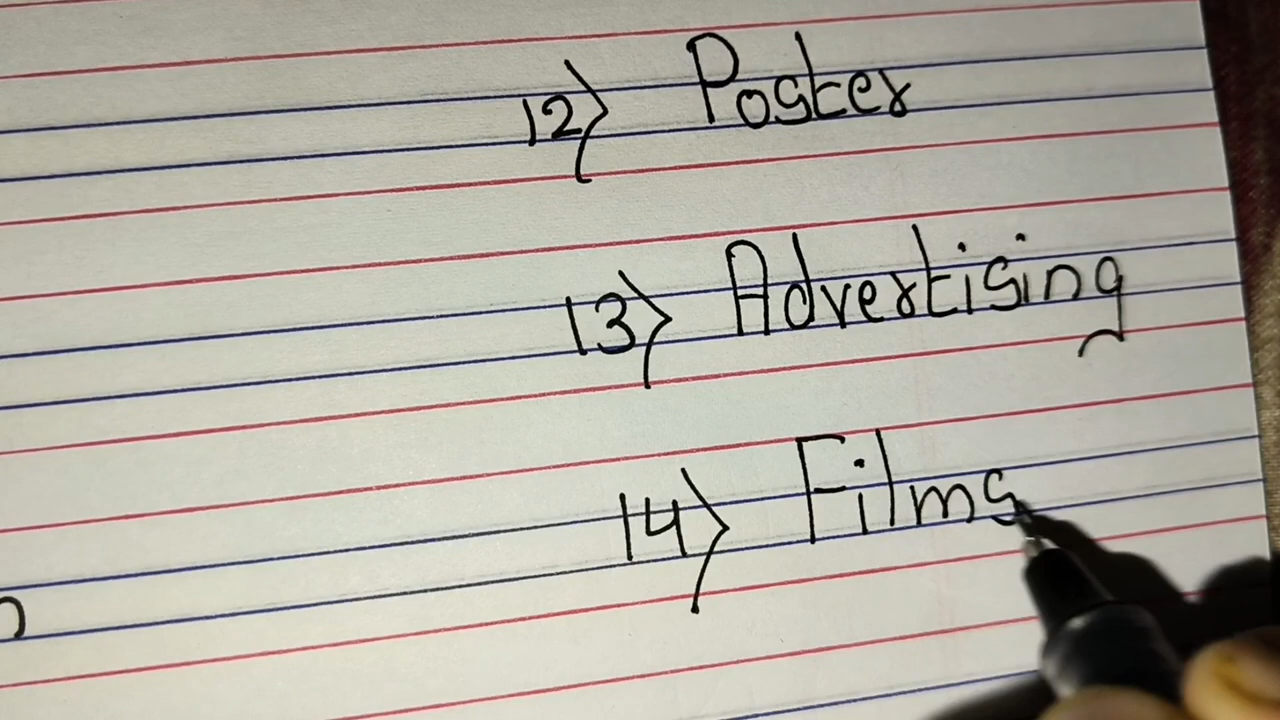 12) Poster
13) Advertising
14) Films